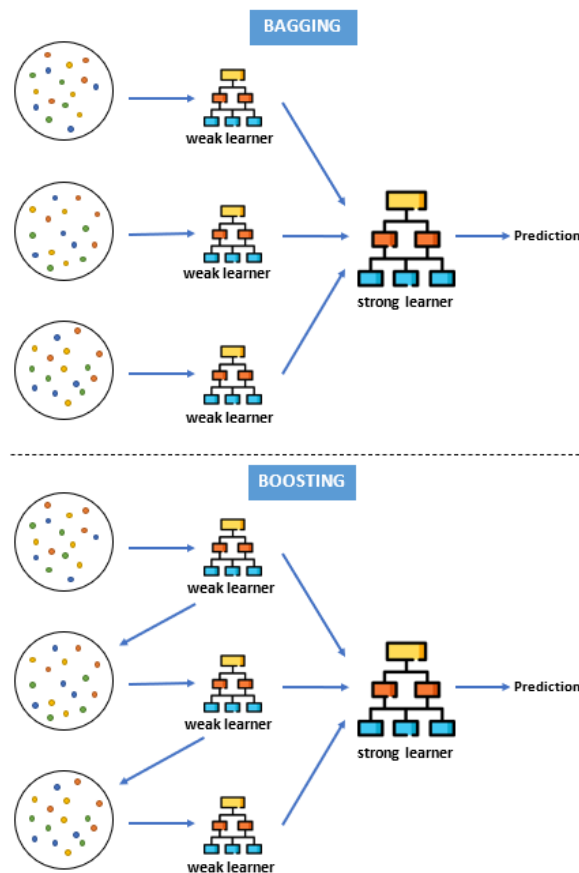 BAGGING
weak learner
weak learner
strong learner
Prediction
weak learner
BOOSTING
weak learner
weak learner
strong learner
Prediction
weak learner